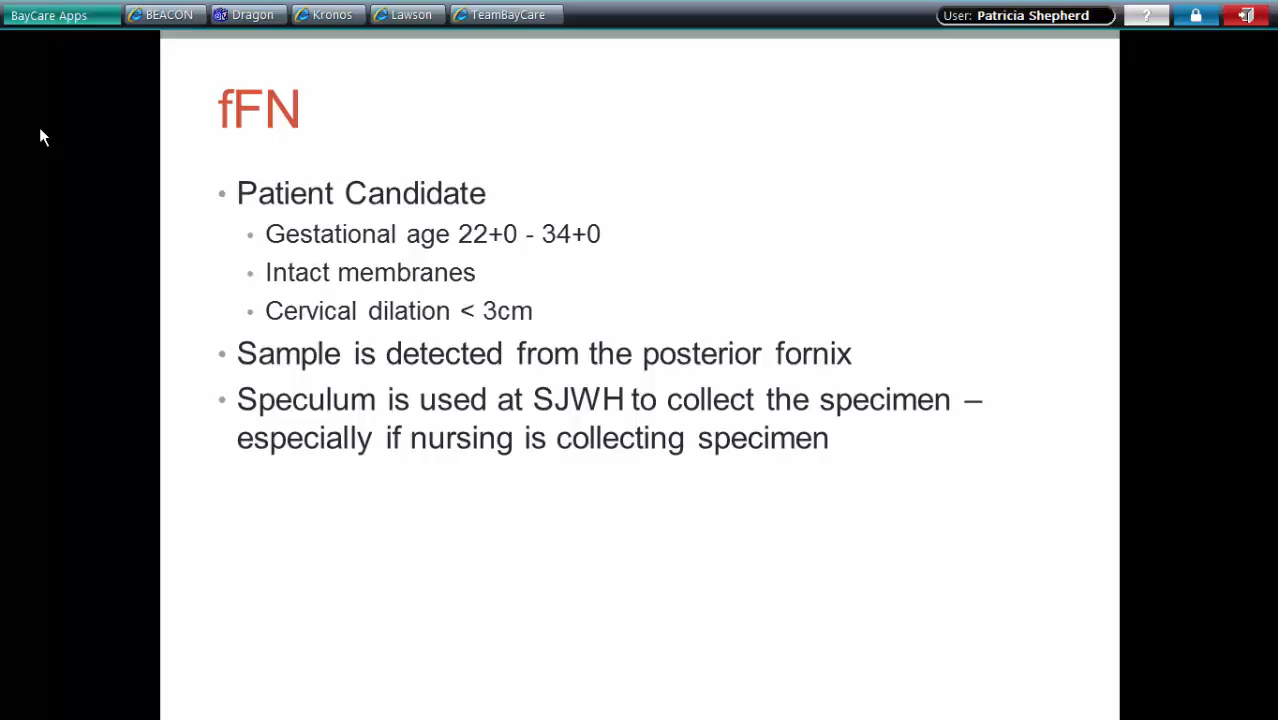 BayCare Apps BEACON Dragon Kronos Lawson TeamBayCare User: Patricia Shepherd ?
fFN
• Patient Candidate
• Gestational age 22+0 - 34+0
• Intact membranes
• Cervical dilation < 3cm
• Sample is detected from the posterior fornix
• Speculum is used at SJWH to collect the specimen –
especially if nursing is collecting specimen